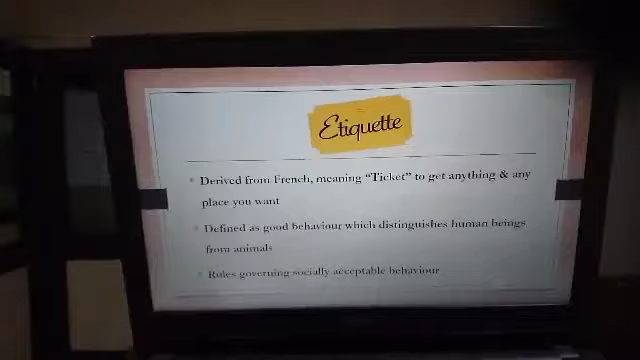 Etiquette
Derived from French, meaning “Ticket” to get anything & any
place you want
Defined as good behaviour which distinguishes human beings
from animals
Rules governing socially acceptable behaviour